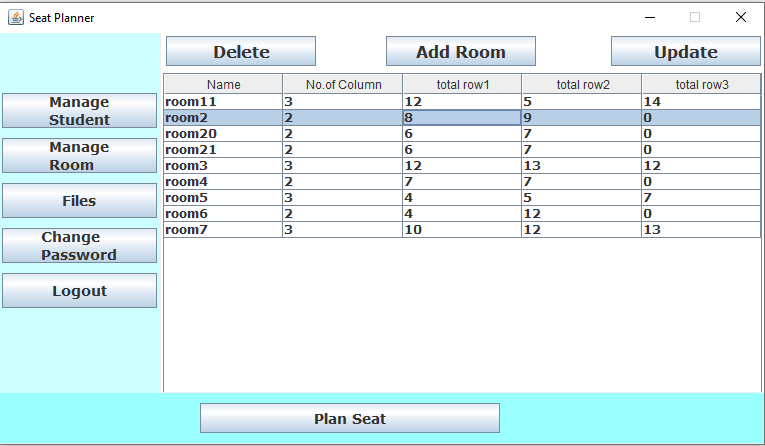 Seat Planner
Delete Add Room Update
Name No.of Column total row1 total row2 total row3
room11 3 12 5 14
room2 2 8 9 0
room20 2 6 7 0
room21 2 6 7 0
room3 3 12 13 12
room4 2 7 7 0
room5 3 4 5 7
room6 2 4 12 0
room7 3 10 12 13
Manage
Student
Manage
Room
Files
Change
Password
Logout
Plan Seat